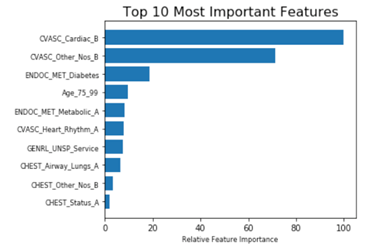 Top 10 Most Important Features
CVASC_Cardiac_B
CVASC_Other_Nos_B
ENDOC_MET_Diabetes
Age_75_99
ENDOC_MET_Metabolic_A
CVASC_Heart_Rhythm_A
GENRL_UNSP_Service
CHEST_Airway_Lungs_A
CHEST_Other_Nos_B
CHEST_Status_A
0 20 40 60 80 100
Relative Feature Importance